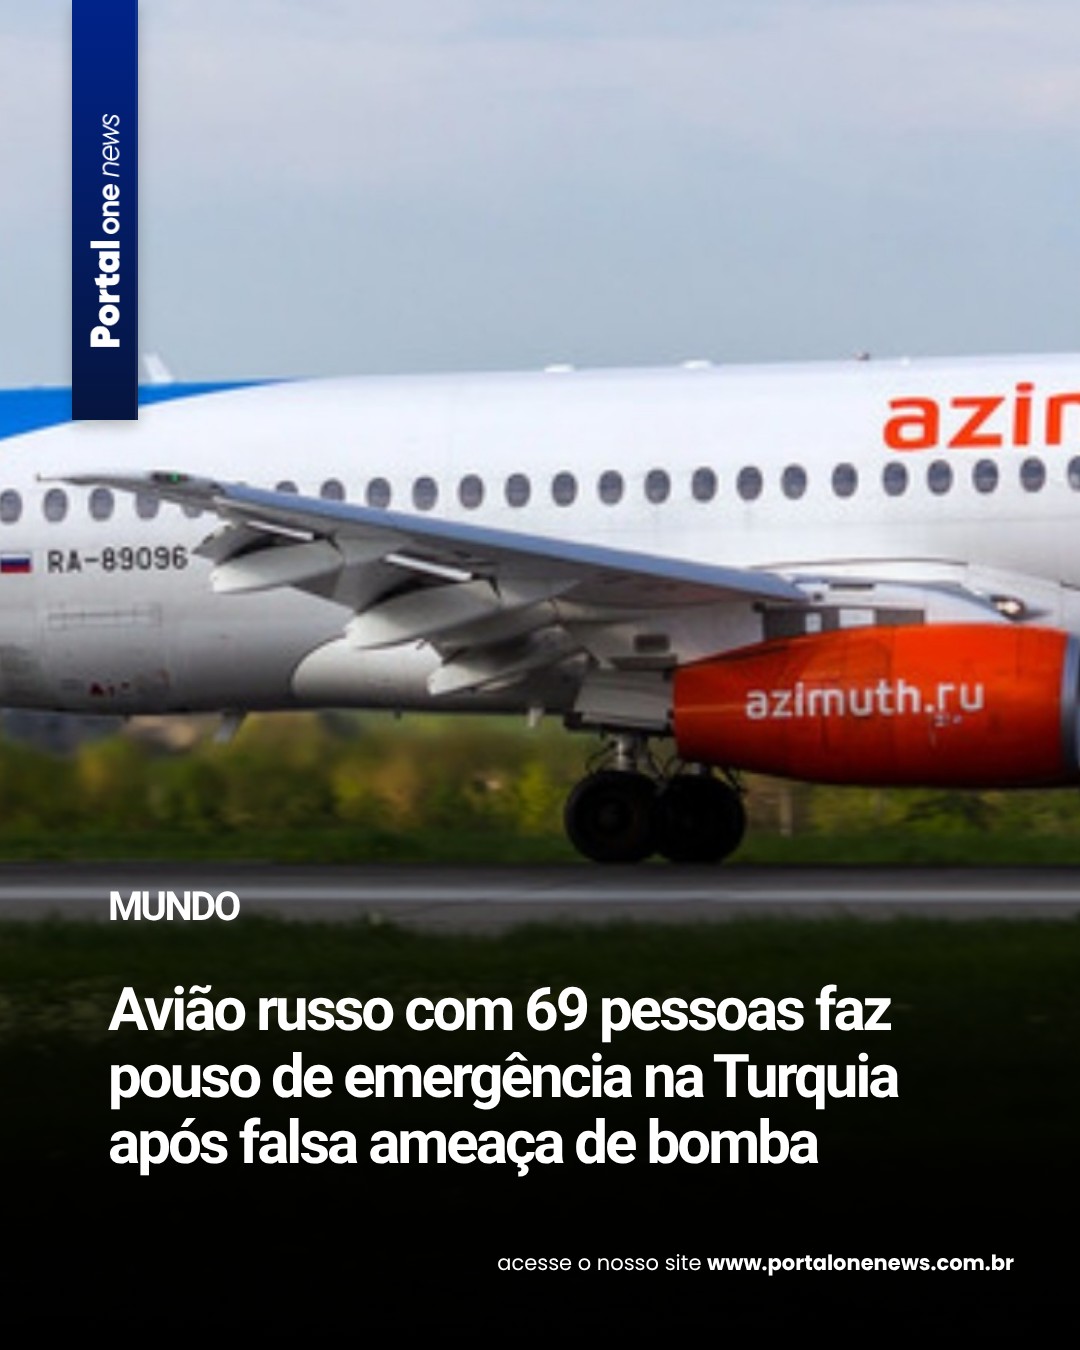 Portal one news
azim
RA-89096
azimuth.ru
MUNDO
Avião russo com 69 pessoas faz
pouso de emergência na Turquia
após falsa ameaça de bomba
acesse o nosso site www.portalonenews.com.br